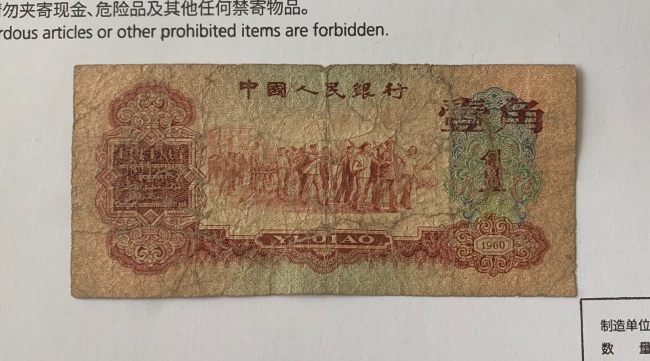 请勿夹寄现金、危险品及其他任何禁寄物品。
rdous articles or other prohibited items are forbidden.
中國人民銀行
壹角
1
YI JIAO
1960
制造单位
数 量